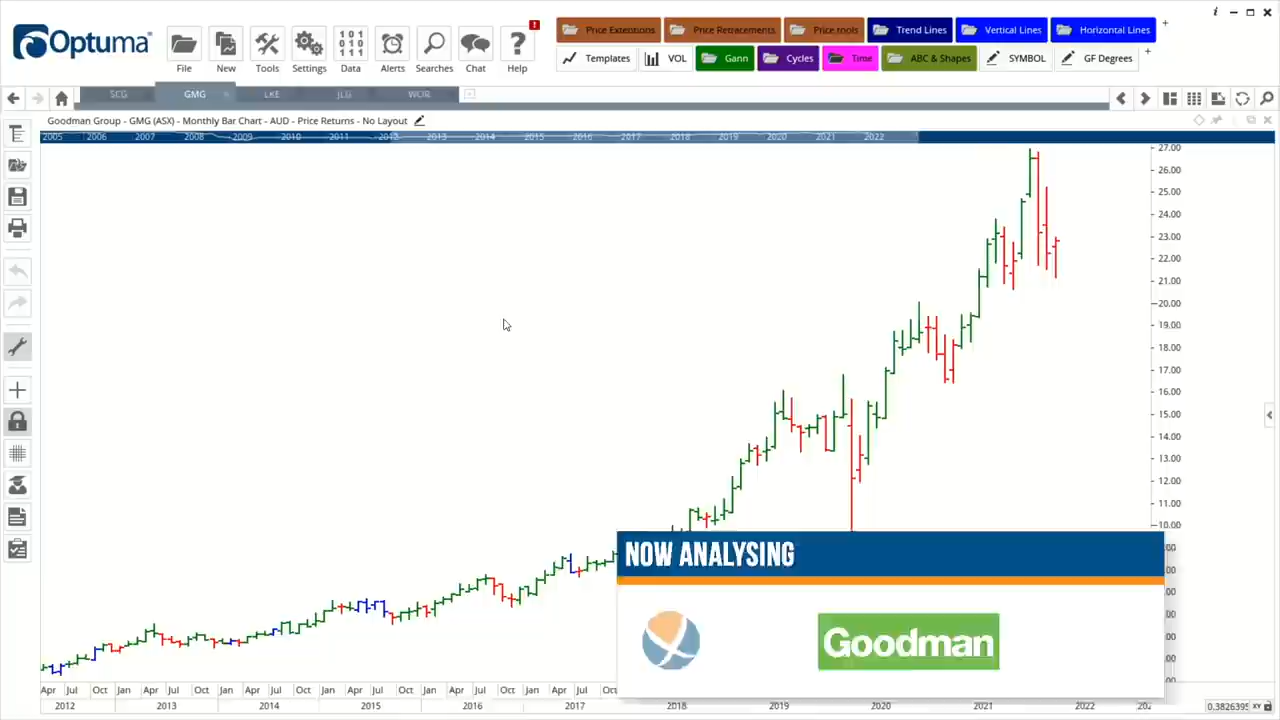 Optuma
File
New
Tools
Settings
Data
Alerts
Searches
Chat
Help
Price Extentions
Price Retracements
Price tools
Trend Lines
Vertical Lines
Horizontal Lines
Templates
VOL
Gann
Cycles
Time
ABC & Shapes
SYMBOL
GF Degrees
SCG
GMG
LKE
JLG
WOR
Goodman Group - GMG (ASX) - Monthly Bar Chart - AUD - Price Returns - No Layout
2005 2006 2007 2008 2009 2010 2011 2012 2013 2014 2015 2016 2017 2018 2019 2020 2021 2022
27.00
26.00
25.00
24.00
23.00
22.00
21.00
20.00
19.00
18.00
17.00
16.00
15.00
14.00
13.00
12.00
11.00
10.00
NOW ANALYSING
Goodman
Apr Jul Oct Jan Apr Jul Oct Jan Apr Jul Oct Jan Apr Jul Oct Jan Apr Jul Oct Jan Apr Jul
2012 2013 2014 2015 2016 2017 2018 2019 2020 2021 2022
0.3826395 XY